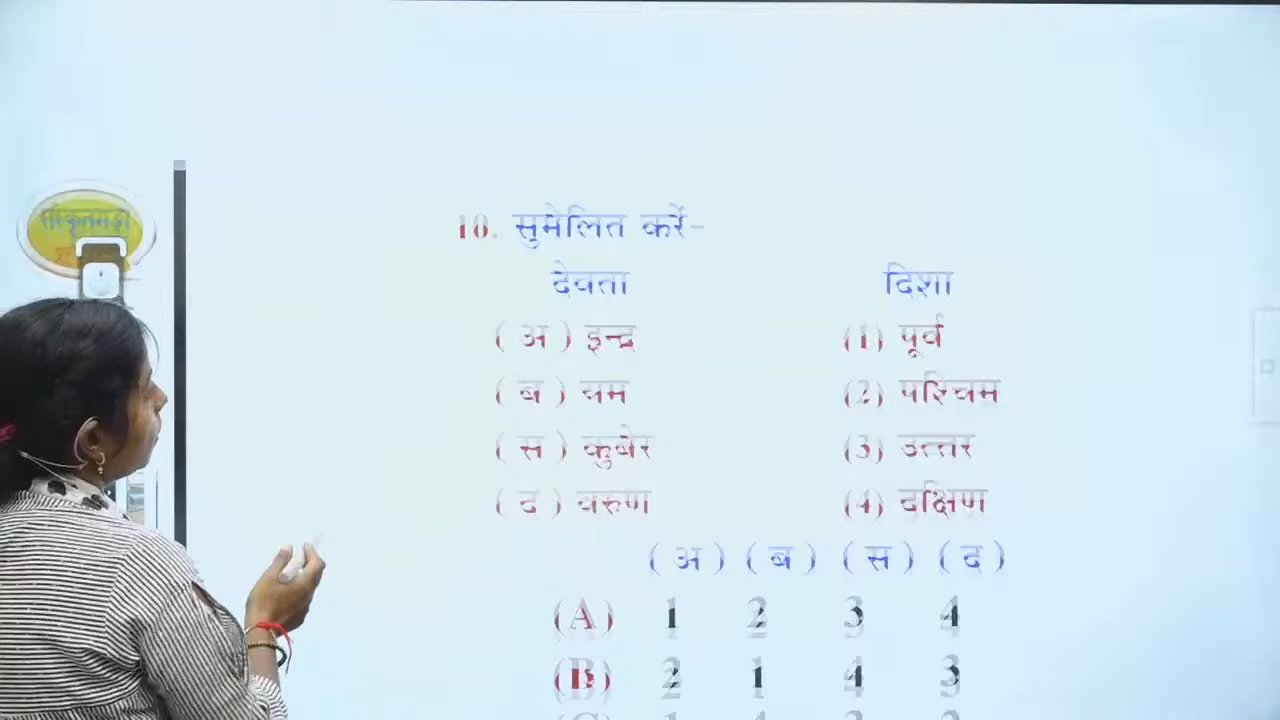 संस्कृतगङ्गा
10. सुमेलित करें-
देवता दिशा
( अ ) इन्द्र (1) पूर्व
( ब ) यम (2) पश्चिम
( स ) कुबेर (3) उत्तर
( द ) वरुण (4) दक्षिण
( अ ) ( ब ) ( स ) ( द )
(A) 1 2 3 4
(B) 2 1 4 3